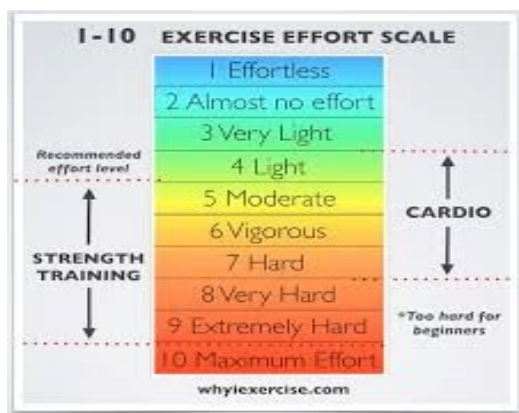 1-10 EXERCISE EFFORT SCALE
1 Effortless
2 Almost no effort
3 Very Light
Recommended
effort level
4 Light
5 Moderate
6 Vigorous
7 Hard
8 Very Hard
9 Extremely Hard
10 Maximum Effort
STRENGTH
TRAINING
CARDIO
*Too hard for
beginners
whyiexercise.com